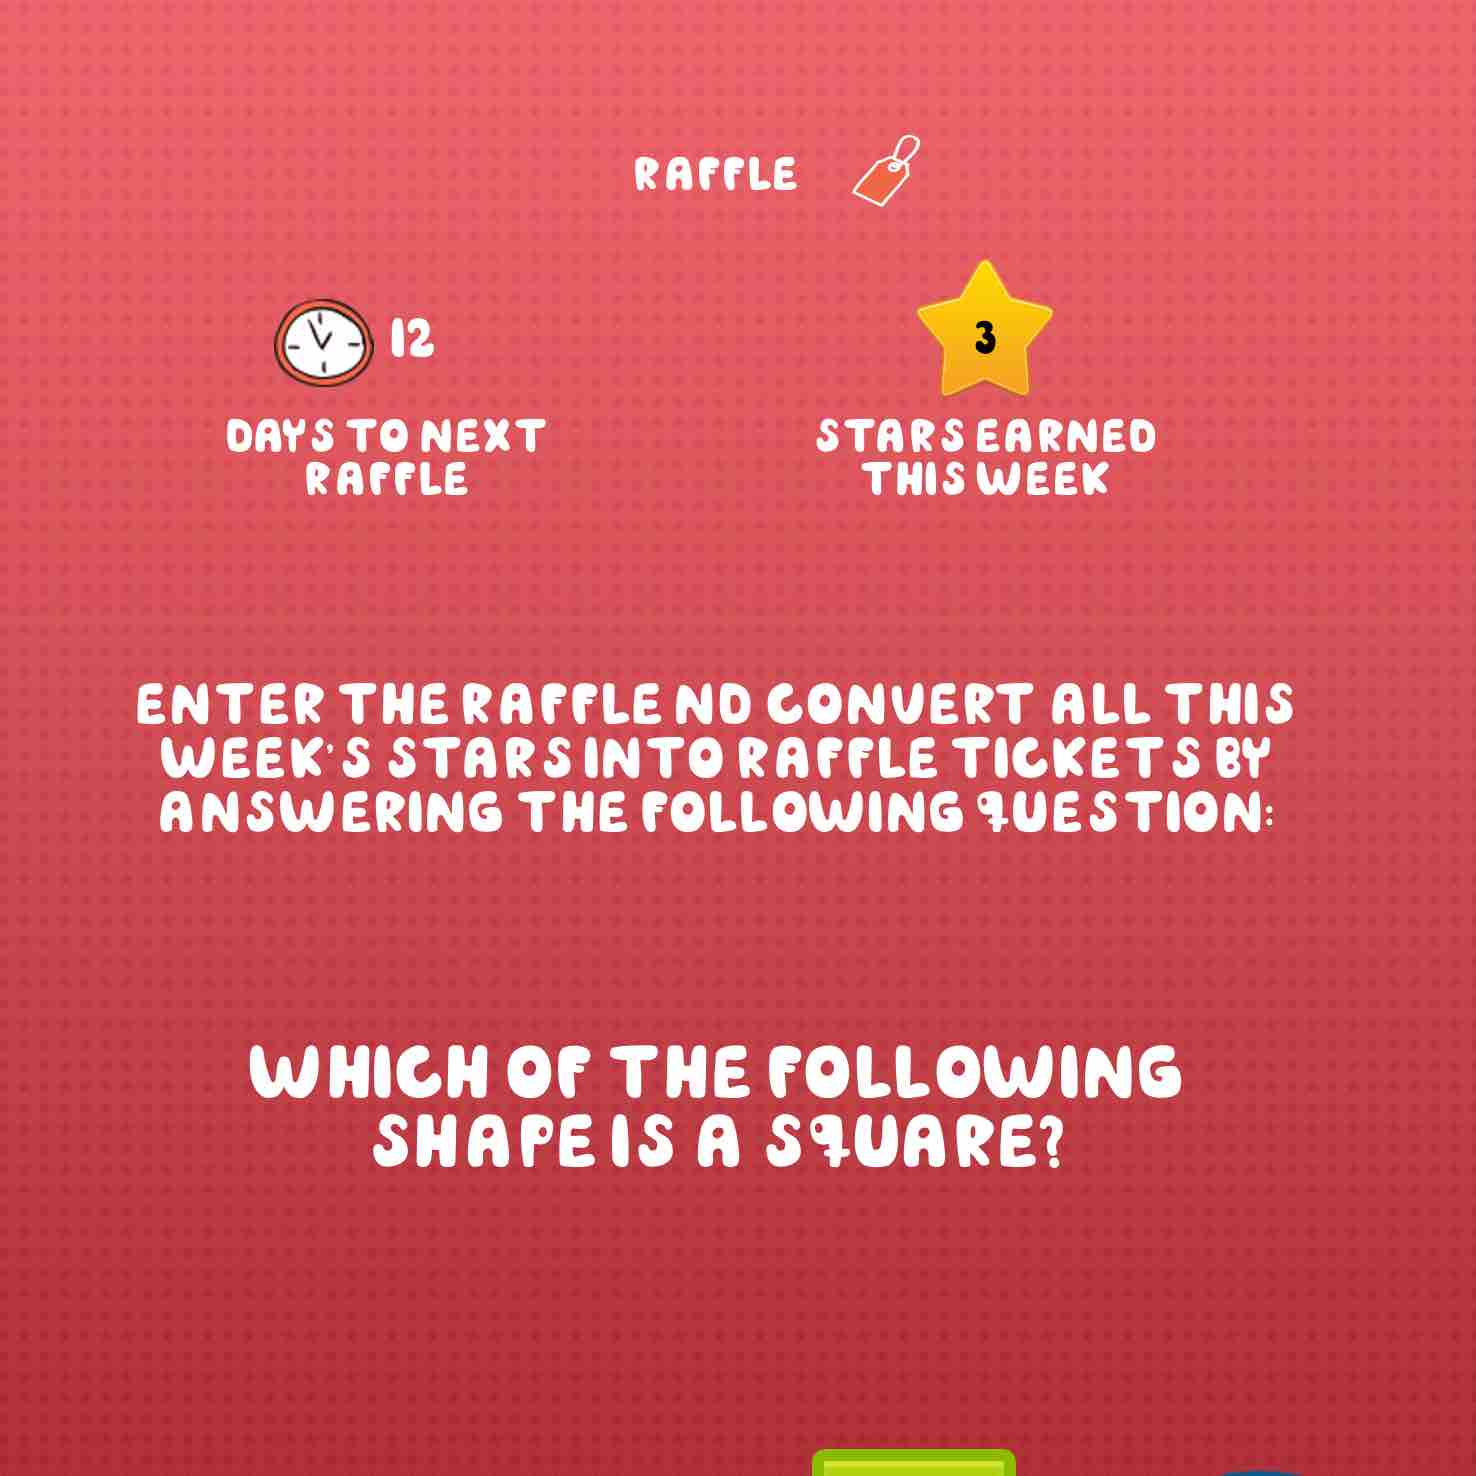 RAFFLE
12
DAYS TO NEXT
RAFFLE
3
STARS EARNED
THIS WEEK
ENTER THE RAFFLE ND CONVERT ALL THIS
WEEK'S STARS INTO RAFFLE TICKETS BY
ANSWERING THE FOLLOWING QUESTION:
WHICH OF THE FOLLOWING
SHAPE IS A SQUARE?